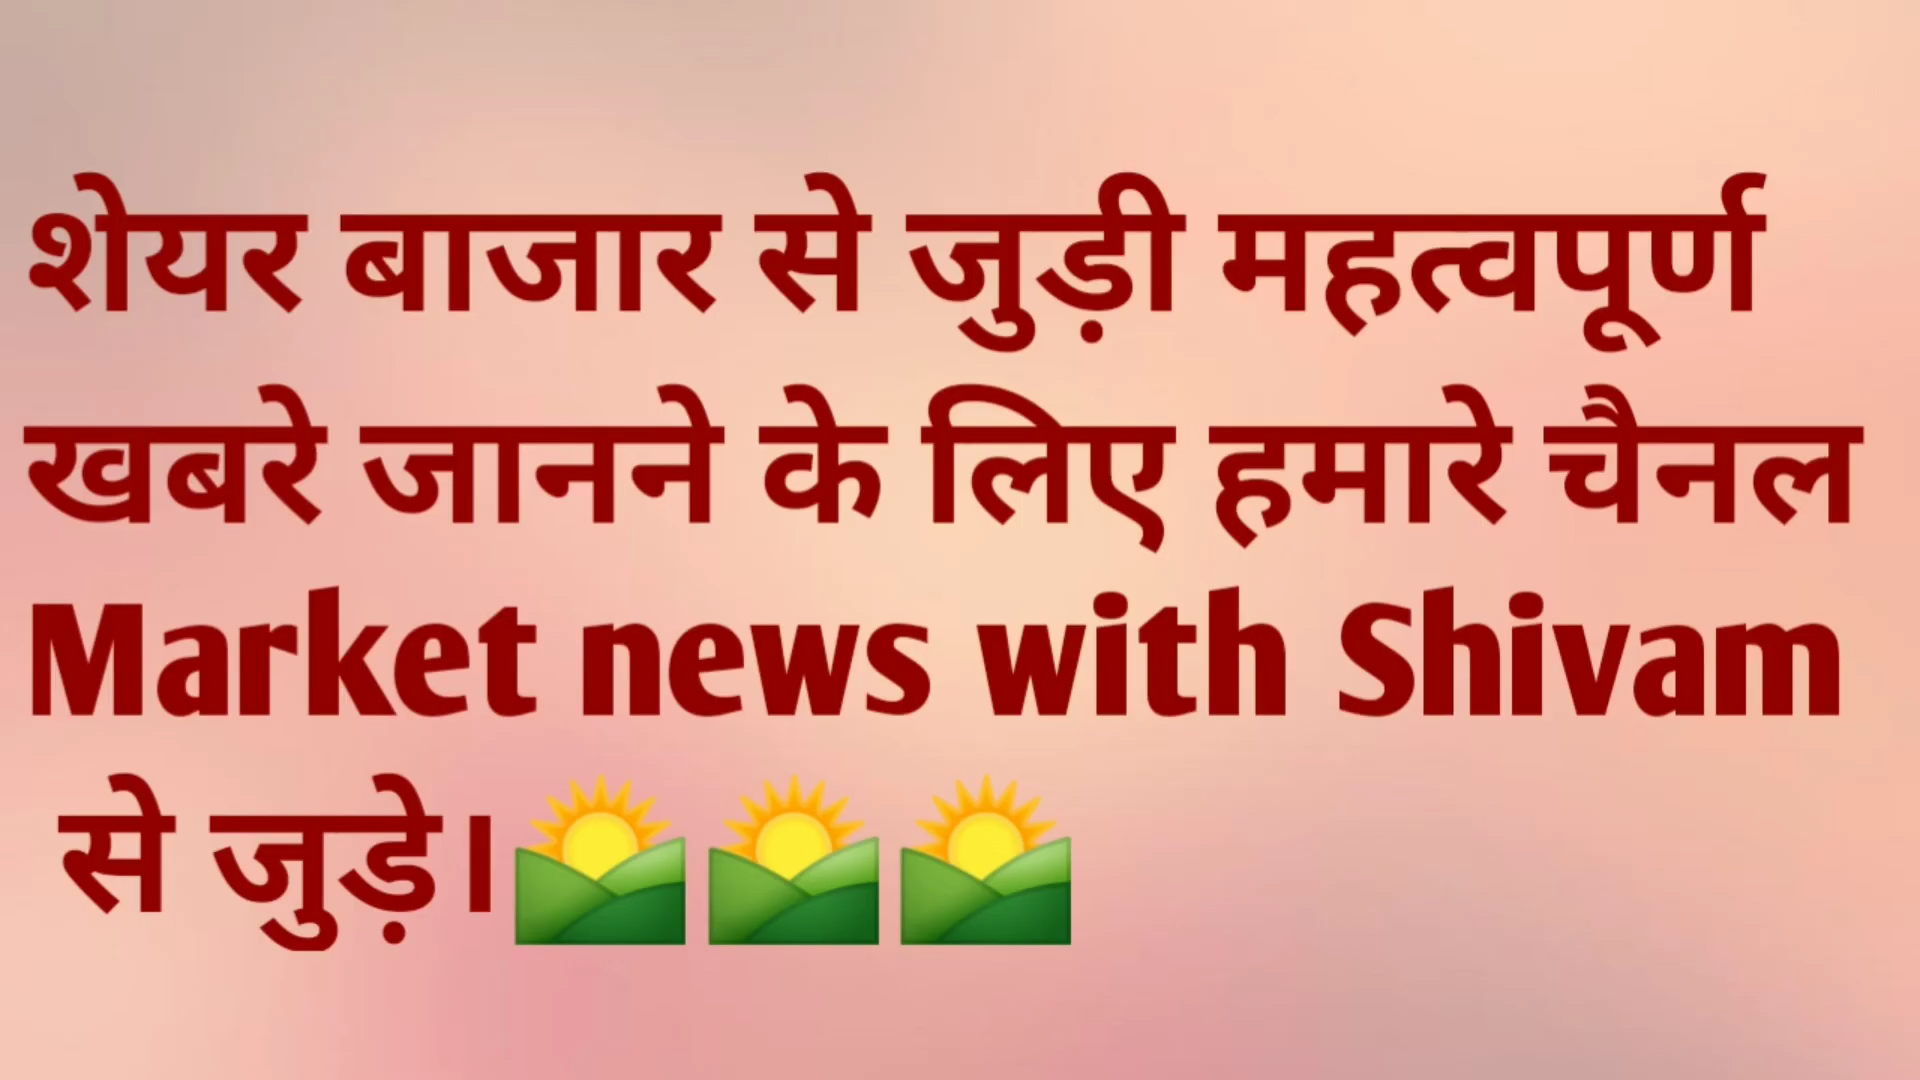 शेयर बाजार से जुड़ी महत्वपूर्ण
खबरे जानने के लिए हमारे चैनल
Market news with Shivam
से जुड़े।🌄🌄🌄